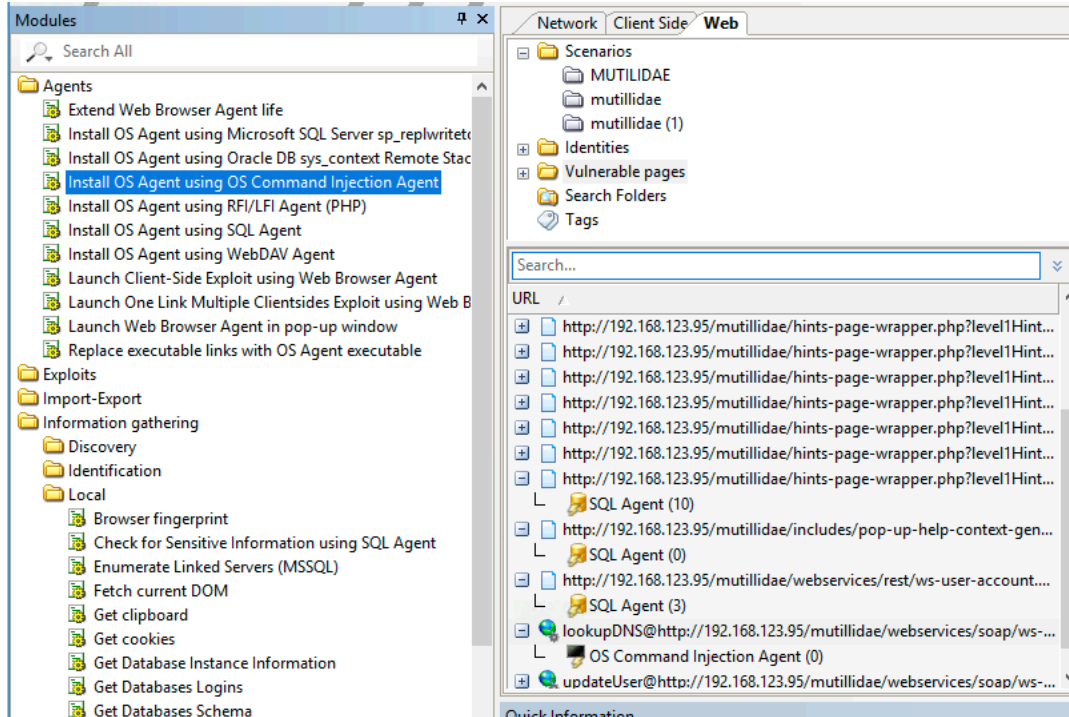 Modules
Search All
Agents
Extend Web Browser Agent life
Install OS Agent using Microsoft SQL Server sp_replwriteto
Install OS Agent using Oracle DB sys_context Remote Stac
Install OS Agent using OS Command Injection Agent
Install OS Agent using RFI/LFI Agent (PHP)
Install OS Agent using SQL Agent
Install OS Agent using WebDAV Agent
Launch Client-Side Exploit using Web Browser Agent
Launch One Link Multiple Clientsides Exploit using Web B
Launch Web Browser Agent in pop-up window
Replace executable links with OS Agent executable
Exploits
Import-Export
Information gathering
Discovery
Identification
Local
Browser fingerprint
Check for Sensitive Information using SQL Agent
Enumerate Linked Servers (MSSQL)
Fetch current DOM
Get clipboard
Get cookies
Get Database Instance Information
Get Databases Logins
Get Databases Schema
Network Client Side Web
Scenarios
MUTILIDAE
mutillidae
mutillidae (1)
Identities
Vulnerable pages
Search Folders
Tags
Search...
URL
http://192.168.123.95/mutillidae/hints-page-wrapper.php?level1Hint...
http://192.168.123.95/mutillidae/hints-page-wrapper.php?level1Hint...
http://192.168.123.95/mutillidae/hints-page-wrapper.php?level1Hint...
http://192.168.123.95/mutillidae/hints-page-wrapper.php?level1Hint...
http://192.168.123.95/mutillidae/hints-page-wrapper.php?level1Hint...
http://192.168.123.95/mutillidae/hints-page-wrapper.php?level1Hint...
http://192.168.123.95/mutillidae/hints-page-wrapper.php?level1Hint...
SQL Agent (10)
http://192.168.123.95/mutillidae/includes/pop-up-help-context-gen...
SQL Agent (0)
http://192.168.123.95/mutillidae/webservices/rest/ws-user-account....
SQL Agent (3)
lookupDNS@http://192.168.123.95/mutillidae/webservices/soap/ws-...
OS Command Injection Agent (0)
updateUser@http://192.168.123.95/mutillidae/webservices/soap/ws-...
Quick Information